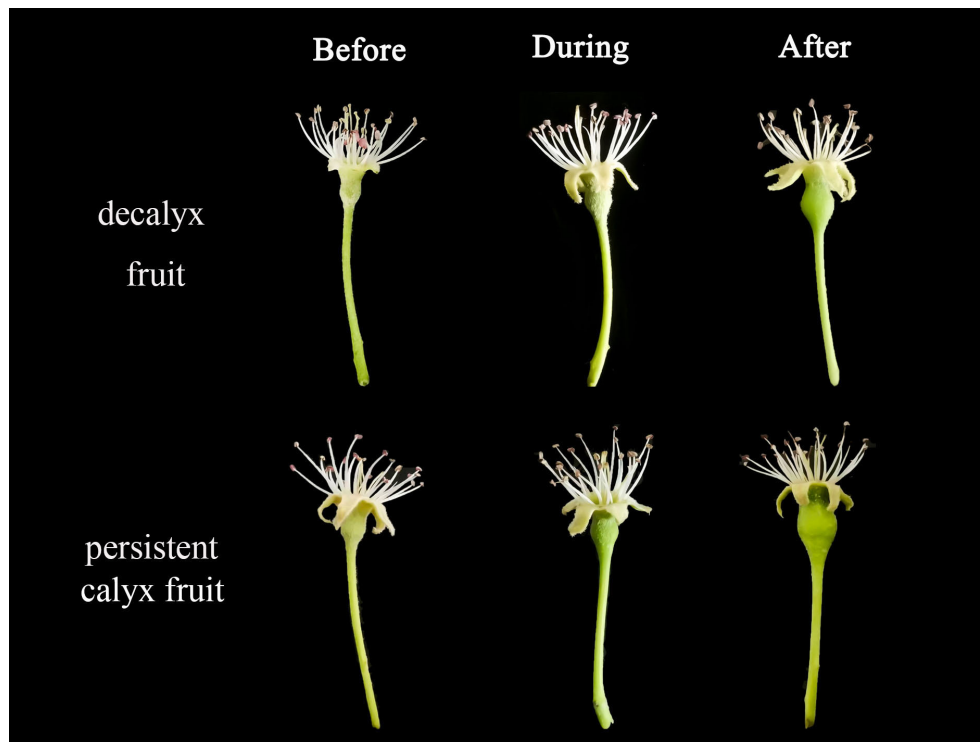 Before During After
decalyx
fruit
persistent
calyx fruit